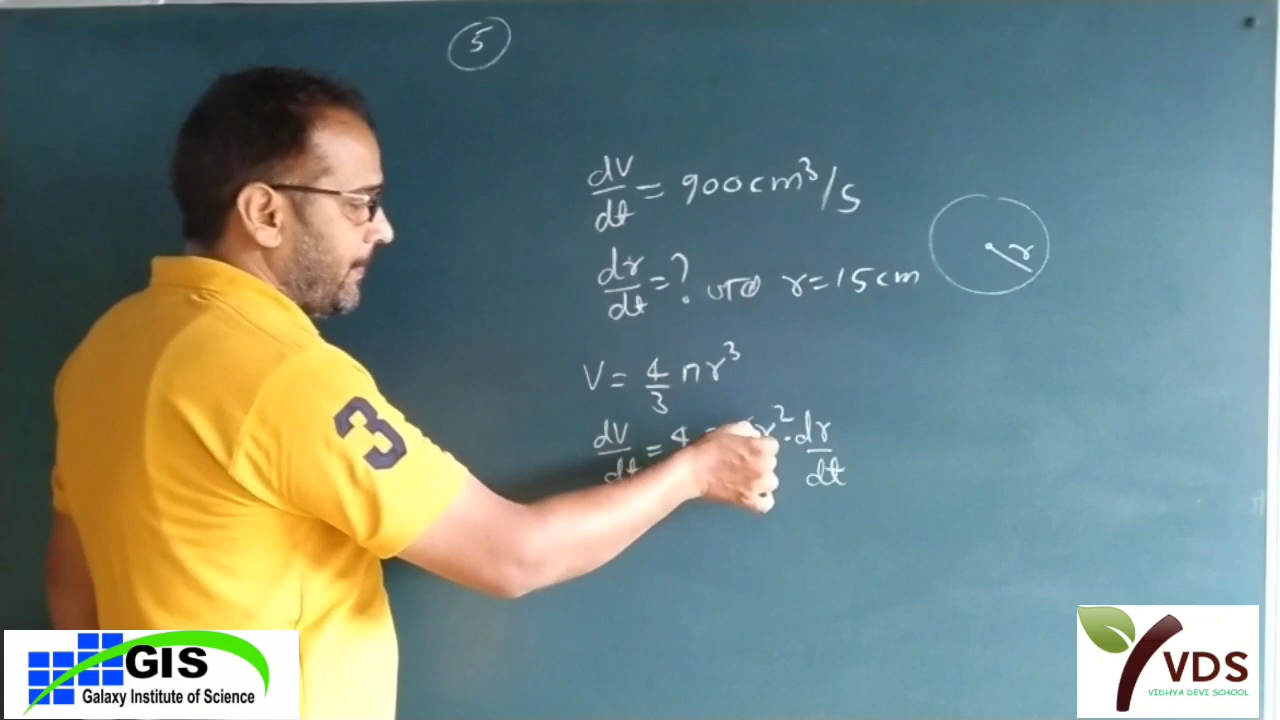 5
dV/dt = 900cm³/s
dr/dt = ? r = 15cm
r
V = 4/3 πr³
dV/dt = 4 r² · dr/dt
3
GIS
Galaxy Institute of Science
VDS
VIDHYA DEVI SCHOOL